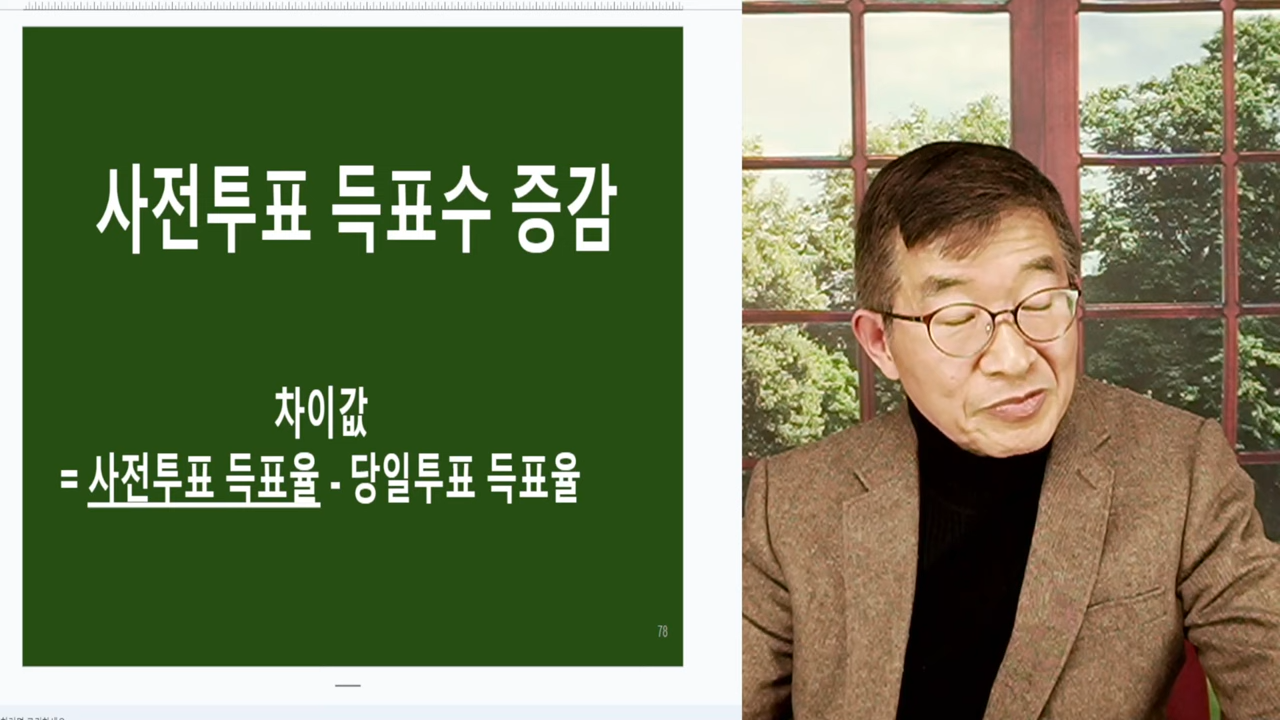 사전투표 득표수 증감
차이값
= 사전투표 득표율 - 당일투표 득표율
78